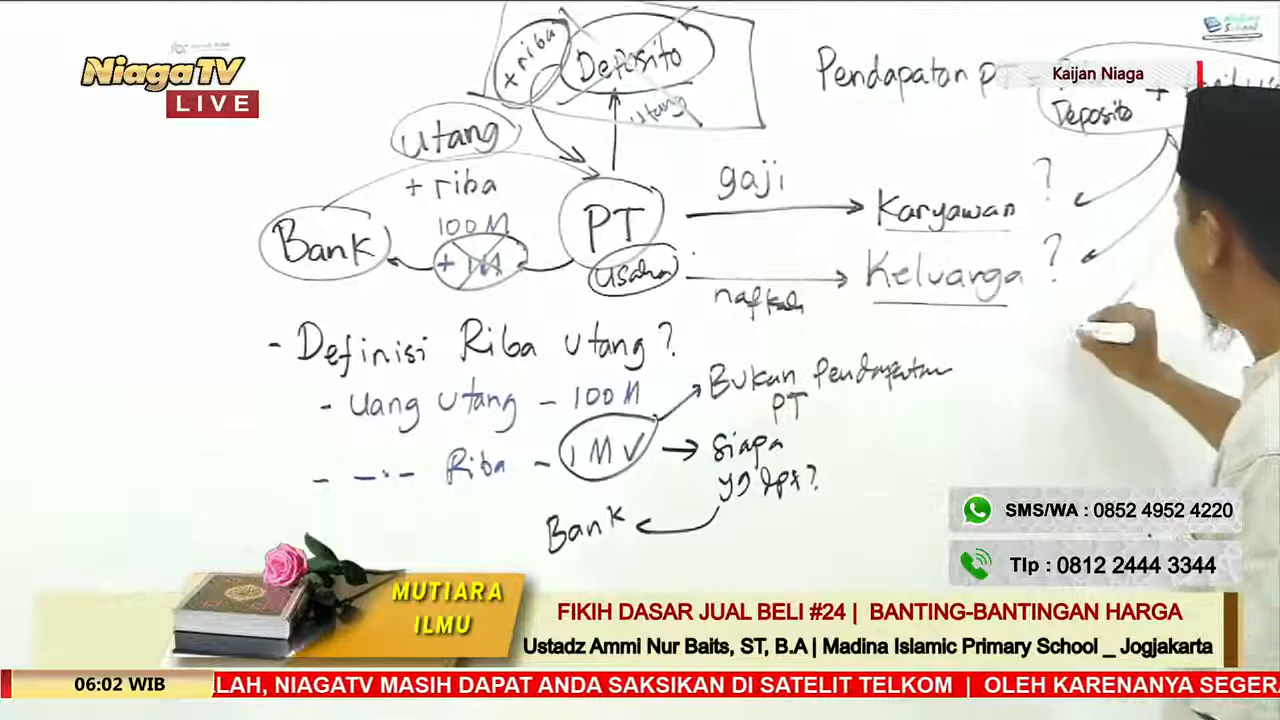 NiagaTV
LIVE
+ riba
Deposito
utang
Pendapatan
Kaijan Niaga
Deposito +
utang
+ riba
100 M
+ 1M
Bank
PT
usaha
gaji
Karyawan ?
nafkah
Keluarga ?
- Definisi Riba utang?
- Uang utang - 100 M
- -·- Riba - 1 M
Bukan Pendapatan
PT
Siapa
yg dpt?
Bank
SMS/WA : 0852 4952 4220
Tlp : 0812 2444 3344
MUTIARA
ILMU
FIKIH DASAR JUAL BELI #24 | BANTING-BANTINGAN HARGA
Ustadz Ammi Nur Baits, ST, B.A | Madina Islamic Primary School _ Jogjakarta
06:02 WIB
LAH, NIAGATV MASIH DAPAT ANDA SAKSIKAN DI SATELIT TELKOM | OLEH KARENANYA SEGERA